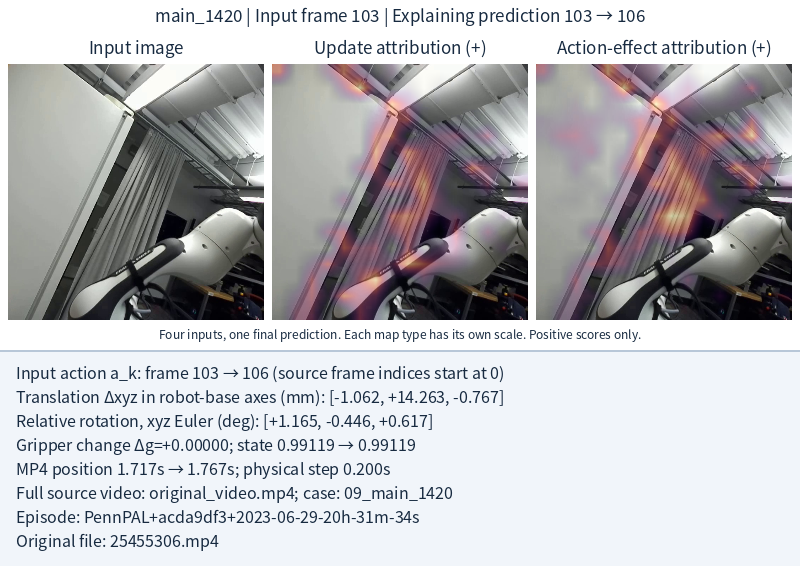 main_1420 | Input frame 103 | Explaining prediction 103 → 106
Input image
Update attribution (+)
Action-effect attribution (+)
Four inputs, one final prediction. Each map type has its own scale. Positive scores only.
Input action a_k: frame 103 → 106 (source frame indices start at 0)
Translation Δxyz in robot-base axes (mm): [-1.062, +14.263, -0.767]
Relative rotation, xyz Euler (deg): [+1.165, -0.446, +0.617]
Gripper change Δg=+0.00000; state 0.99119 → 0.99119
MP4 position 1.717s → 1.767s; physical step 0.200s
Full source video: original_video.mp4; case: 09_main_1420
Episode: PennPAL+acda9df3+2023-06-29-20h-31m-34s
Original file: 25455306.mp4